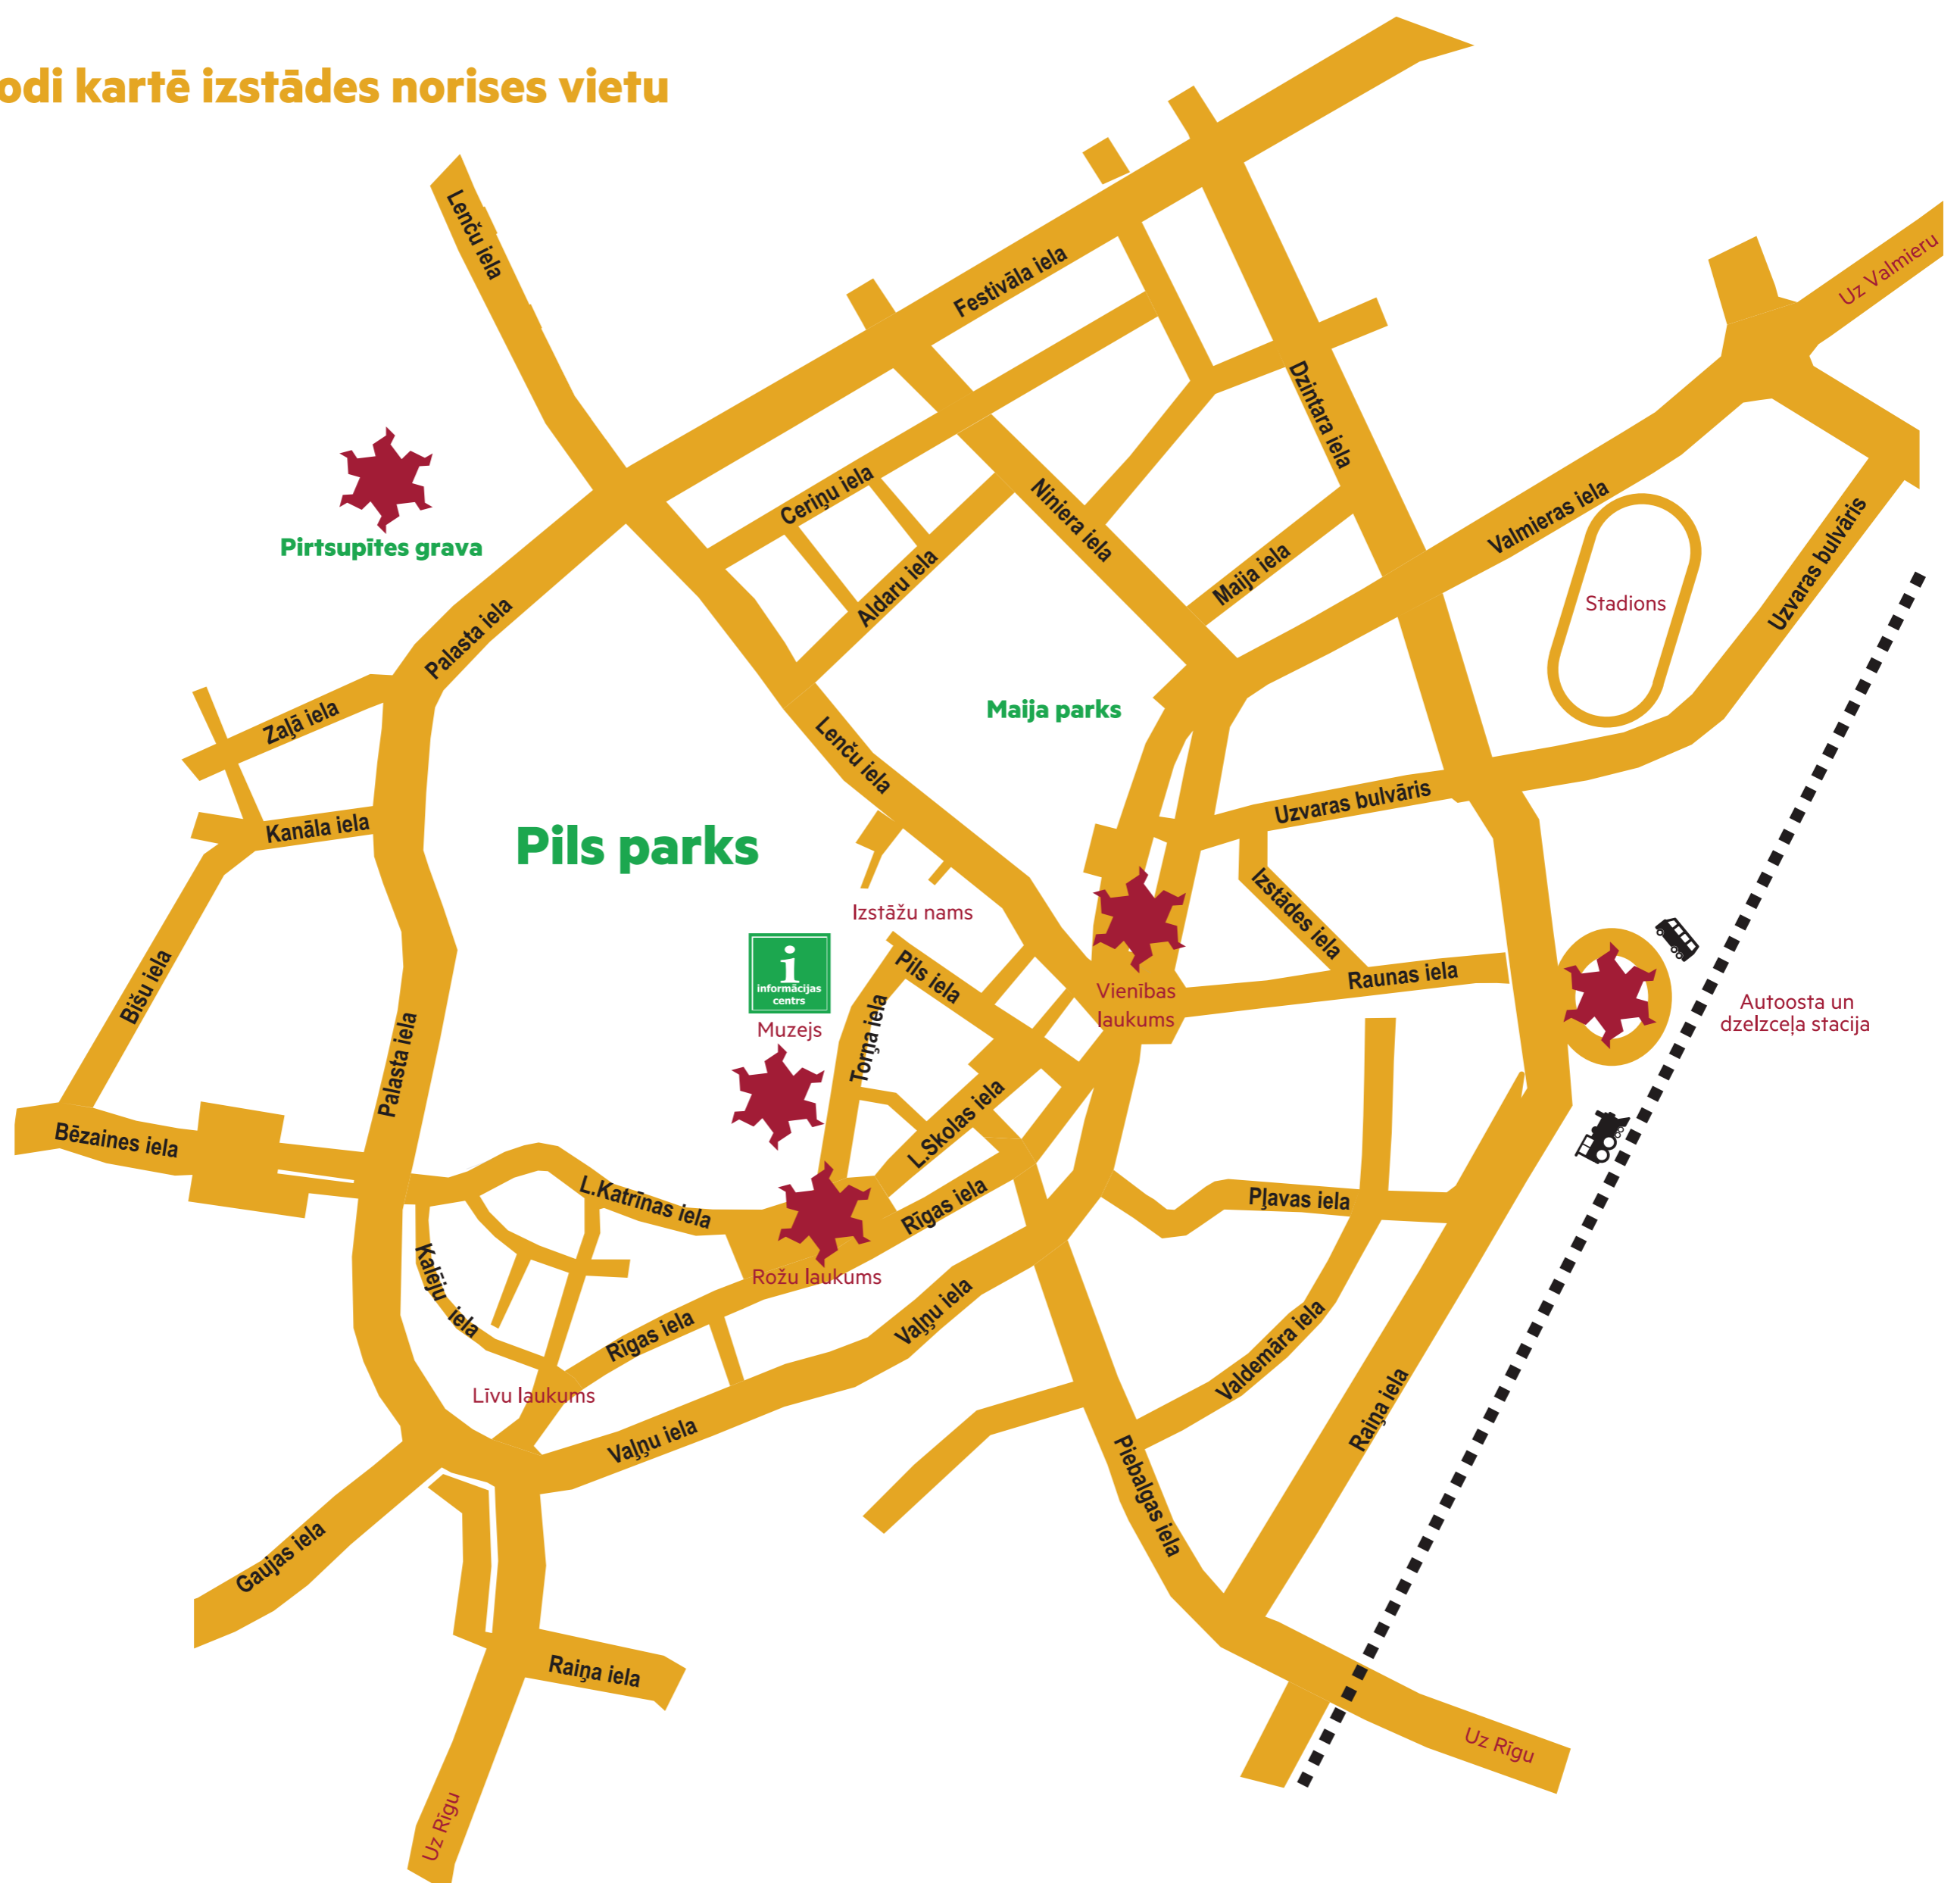 odi kartē izstādes norises vietu
Lenču iela
Festivāla iela
Uz Valmieru
Dzintara iela
Ceriņu iela
Niniera iela
Valmieras iela
Uzvaras bulvāris
Pirtsupītes grava
Aldaru iela
Maija iela
Stadions
Palasta iela
Zaļā iela
Maija parks
Lenču iela
Kanāla iela
Uzvaras bulvāris
Pils parks
Izstādes iela
Izstāžu nams
Bišu iela
i
informācijas
centrs
Pils iela
Raunas iela
Vienības
laukums
Autoosta un
dzelzceļa stacija
Muzejs
Torņa iela
Palasta iela
L.Skolas iela
Bēzaines iela
L.Katrīnas iela
Rīgas iela
Pļavas iela
Kalēju iela
Rožu laukums
Rīgas iela
Vaļņu iela
Valdemāra iela
Līvu laukums
Raiņa iela
Vaļņu iela
Piebalgas iela
Gaujas iela
Raiņa iela
Uz Rīgu
Uz Rīgu